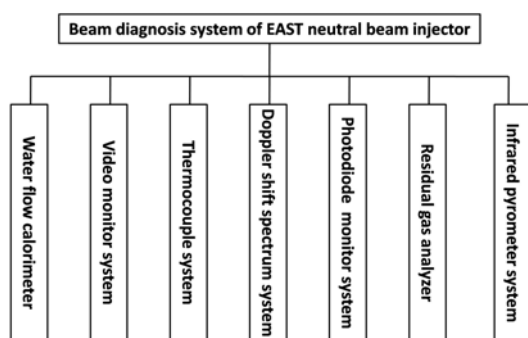 Beam diagnosis system of EAST neutral beam injector
Water flow calorimeter
Video monitor system
Thermocouple system
Doppler shift spectrum system
Photodiode monitor system
Residual gas analyzer
Infrared pyrometer system